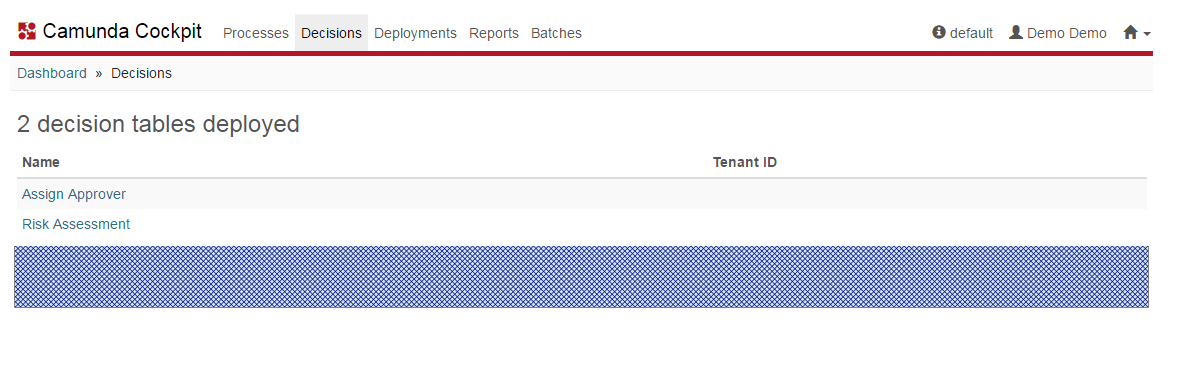 Camunda Cockpit Processes Decisions Deployments Reports Batches default Demo Demo
Dashboard » Decisions
2 decision tables deployed
Name Tenant ID
Assign Approver
Risk Assessment